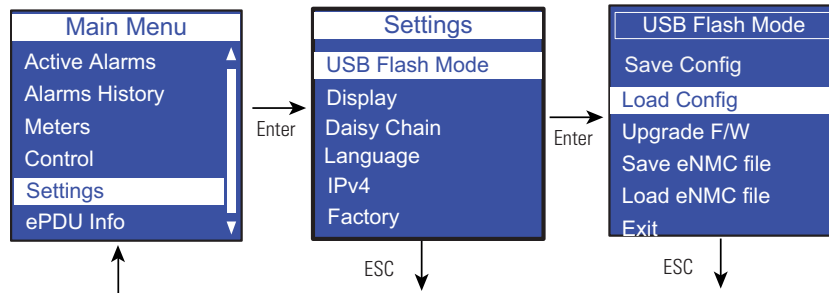 Main Menu
Active Alarms
Alarms History
Meters
Control
Settings
ePDU Info
Enter
Settings
USB Flash Mode
Display
Daisy Chain
Language
IPv4
Factory
ESC
Enter
USB Flash Mode
Save Config
Load Config
Upgrade F/W
Save eNMC file
Load eNMC file
Exit
ESC